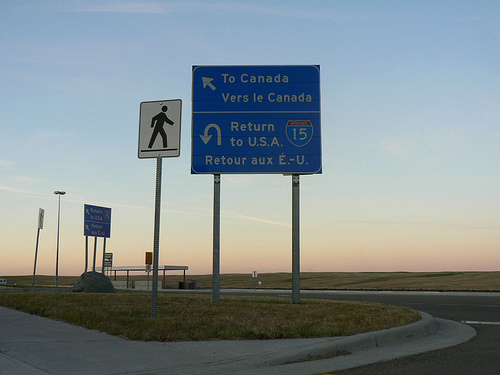 To Canada
Vers le Canada
Return
to U.S.A.
15
Retour aux É.-U.